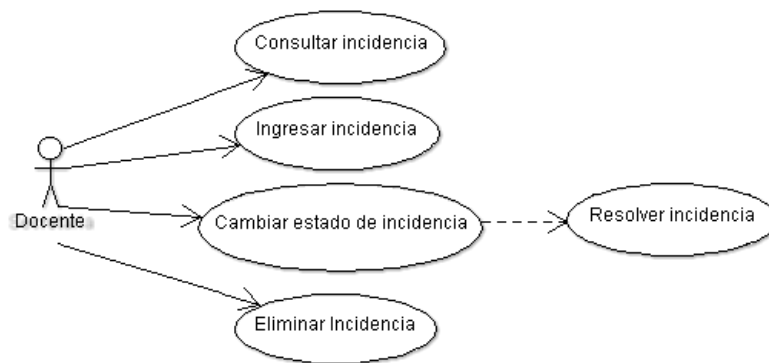 Consultar incidencia
Ingresar incidencia
Docente
Cambiar estado de incidencia
Resolver incidencia
Eliminar Incidencia